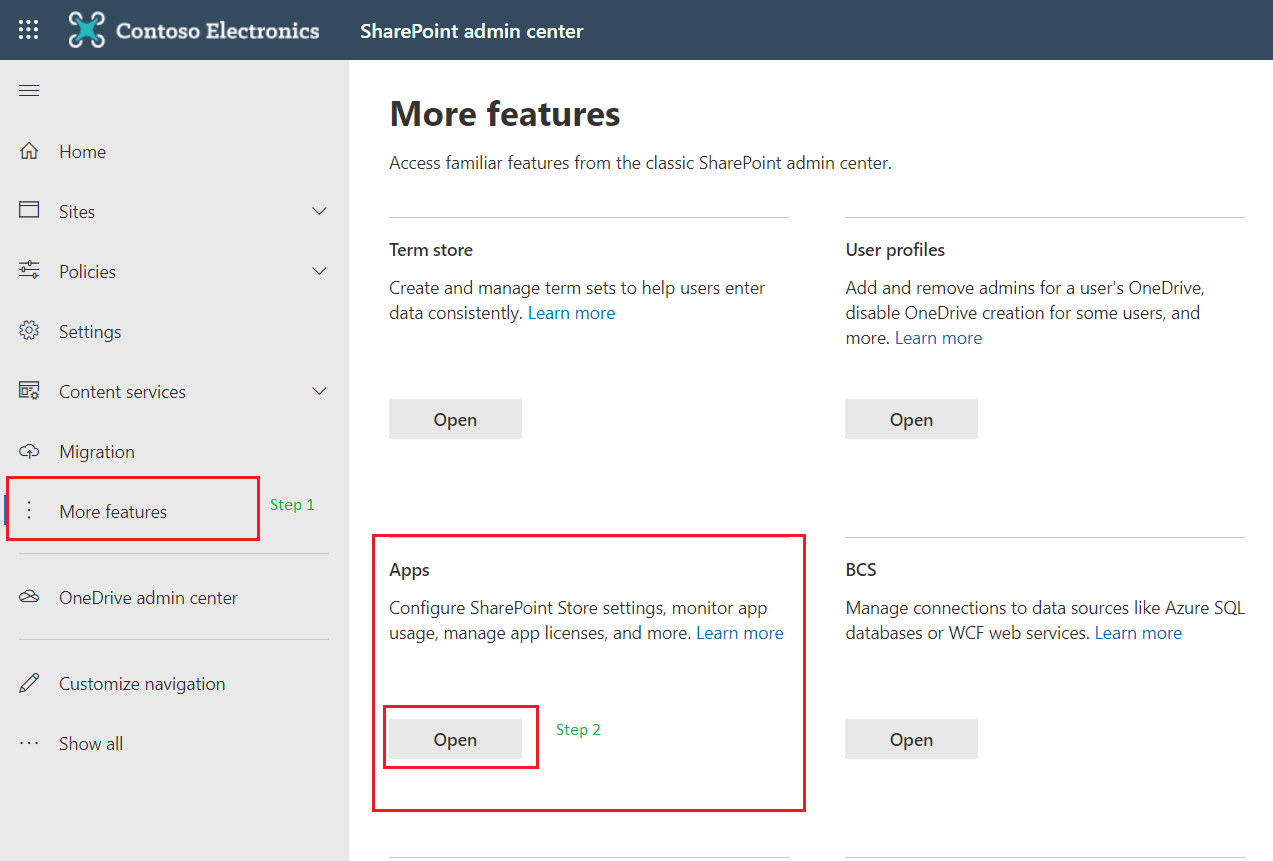 Contoso Electronics
SharePoint admin center
Home
Sites
Policies
Settings
Content services
Migration
More features
Step 1
OneDrive admin center
Customize navigation
Show all
More features
Access familiar features from the classic SharePoint admin center.
Term store
Create and manage term sets to help users enter
data consistently. Learn more
Open
User profiles
Add and remove admins for a user's OneDrive,
disable OneDrive creation for some users, and
more. Learn more
Open
Apps
Configure SharePoint Store settings, monitor app
usage, manage app licenses, and more. Learn more
Open
Step 2
BCS
Manage connections to data sources like Azure SQL
databases or WCF web services. Learn more
Open